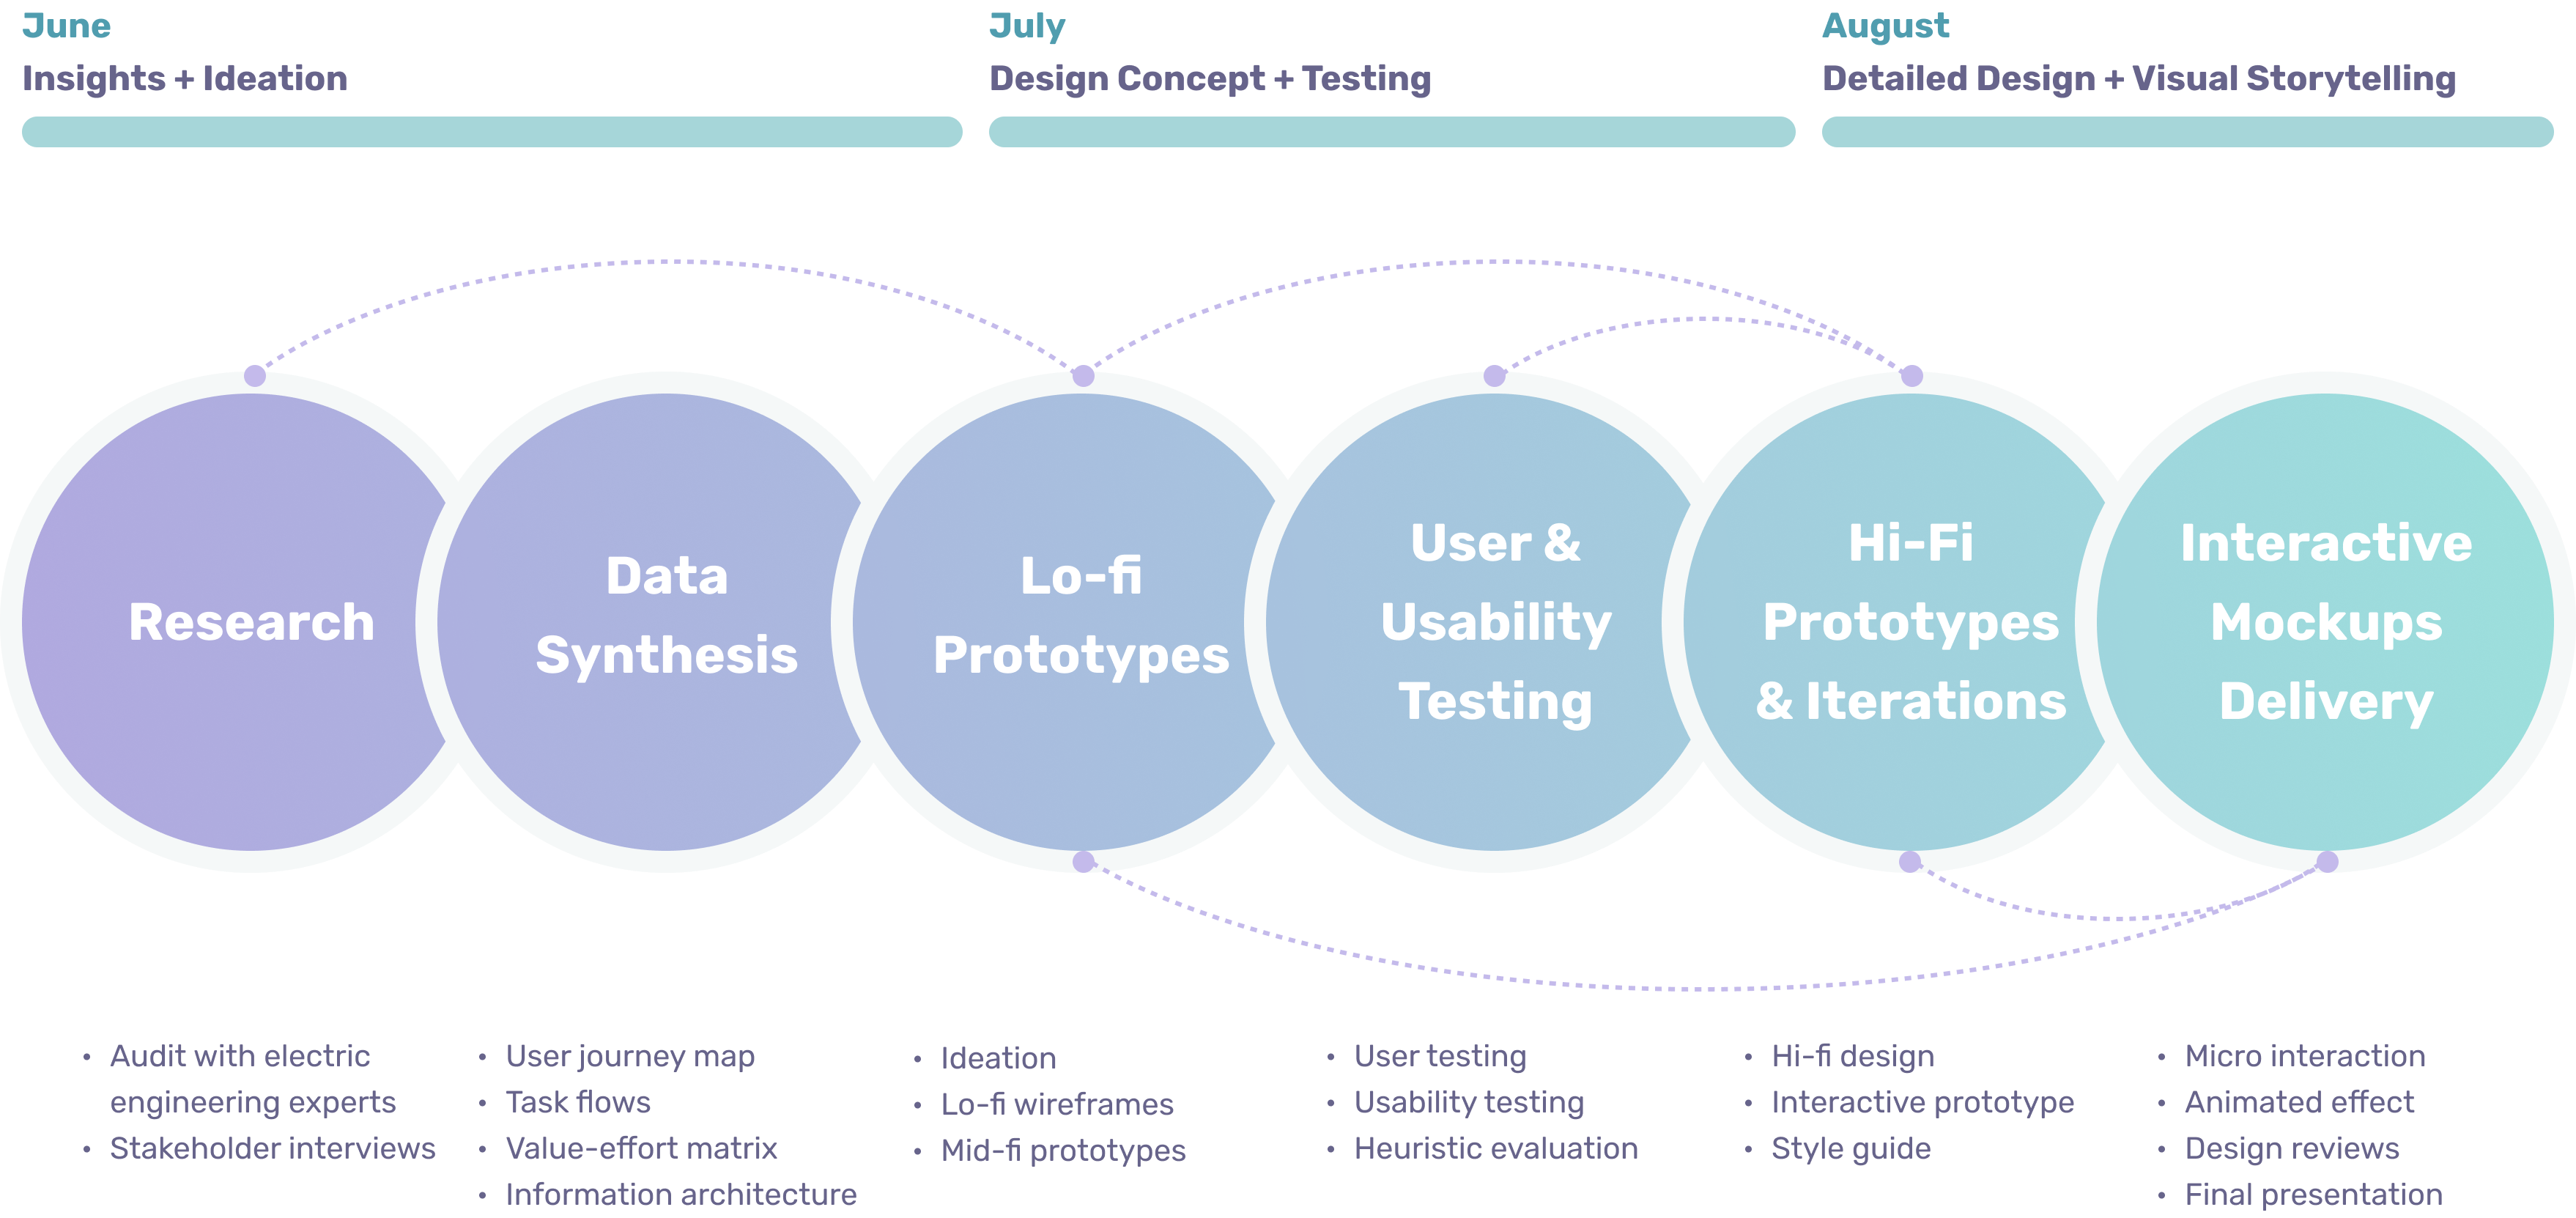 June
Insights + Ideation
July
Design Concept + Testing
August
Detailed Design + Visual Storytelling
Research
Data
Synthesis
Lo-fi
Prototypes
User &
Usability
Testing
Hi-Fi
Prototypes
& Iterations
Interactive
Mockups
Delivery
• Audit with electric
engineering experts
• Stakeholder interviews
• User journey map
• Task flows
• Value-effort matrix
• Information architecture
• Ideation
• Lo-fi wireframes
• Mid-fi prototypes
• User testing
• Usability testing
• Heuristic evaluation
• Hi-fi design
• Interactive prototype
• Style guide
• Micro interaction
• Animated effect
• Design reviews
• Final presentation